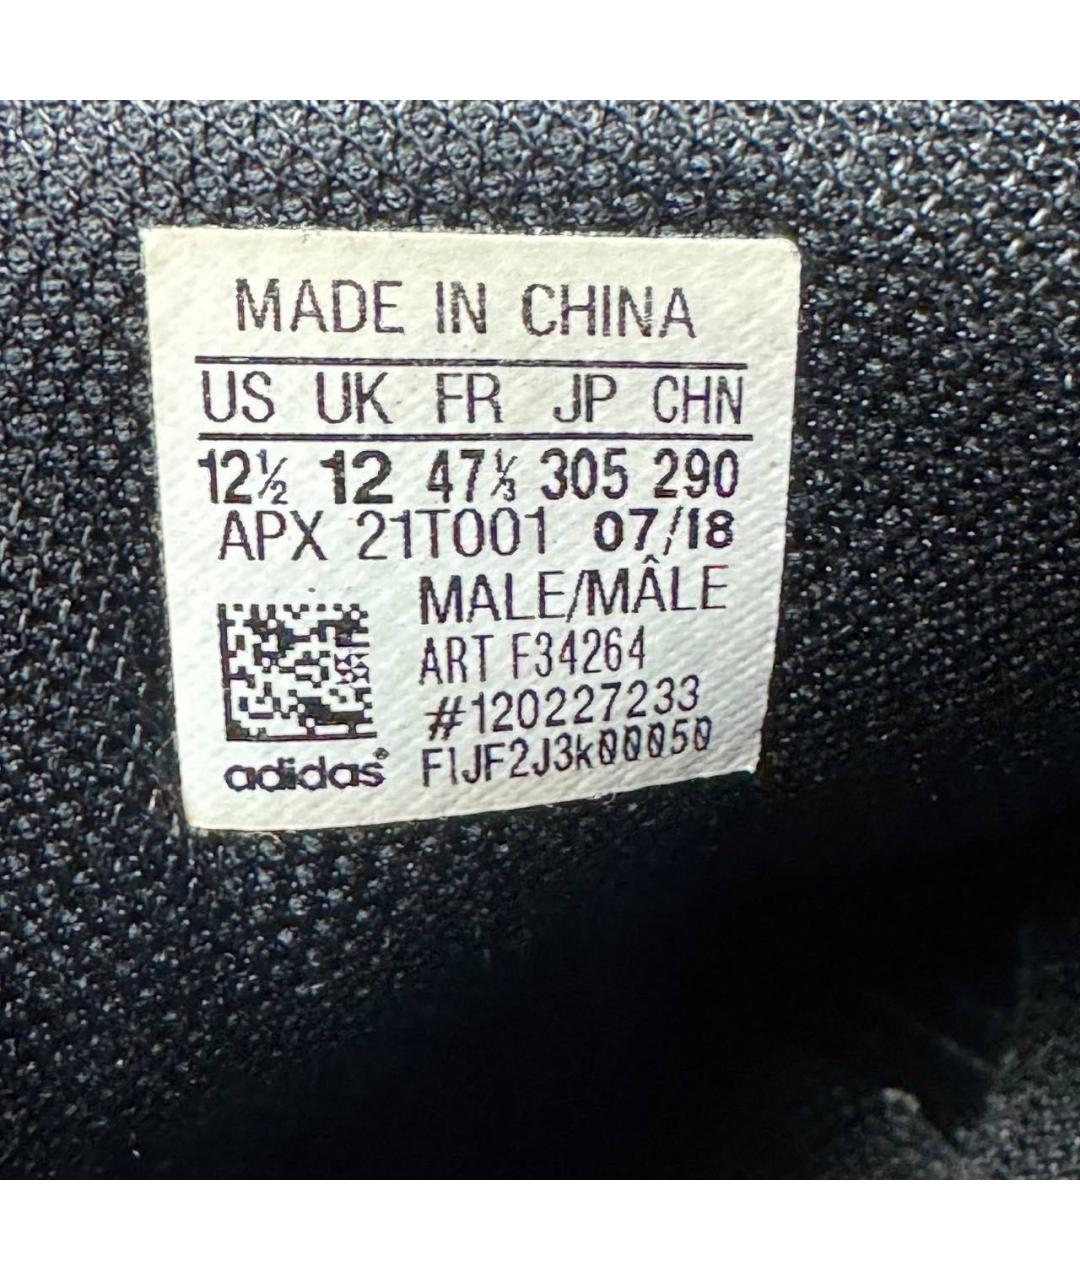 MADE IN CHINA
US UK FR JP CHN
12½ 12 47⅓ 305 290
APX 21T001 07/18
MALE/MÂLE
ART F34264
#120227233
F1JF2J3k00050
adidas®